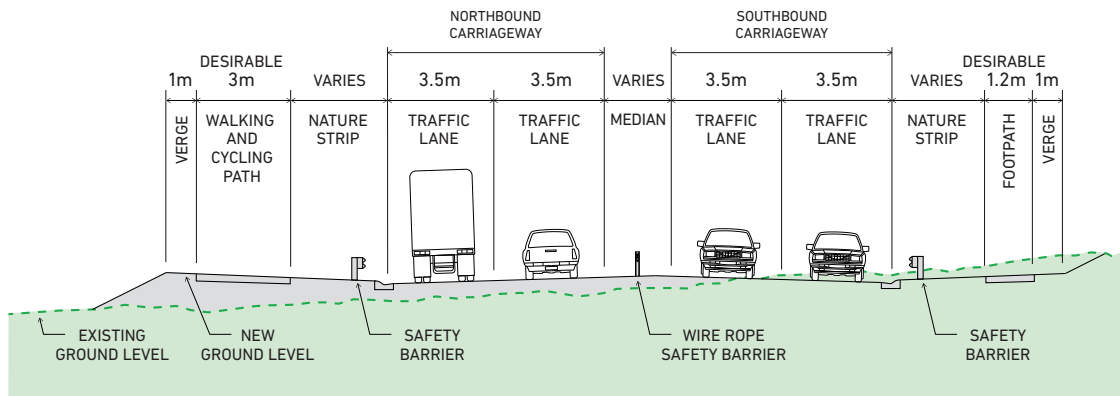 NORTHBOUND
CARRIAGEWAY
SOUTHBOUND
CARRIAGEWAY
DESIRABLE
DESIRABLE
1m
3m
VARIES
3.5m
3.5m
VARIES
3.5m
3.5m
VARIES
1.2m
1m
VERGE
WALKING
AND
CYCLING
PATH
NATURE
STRIP
TRAFFIC
LANE
TRAFFIC
LANE
MEDIAN
TRAFFIC
LANE
TRAFFIC
LANE
NATURE
STRIP
FOOTPATH
VERGE
EXISTING
GROUND LEVEL
NEW
GROUND LEVEL
SAFETY
BARRIER
WIRE ROPE
SAFETY BARRIER
SAFETY
BARRIER